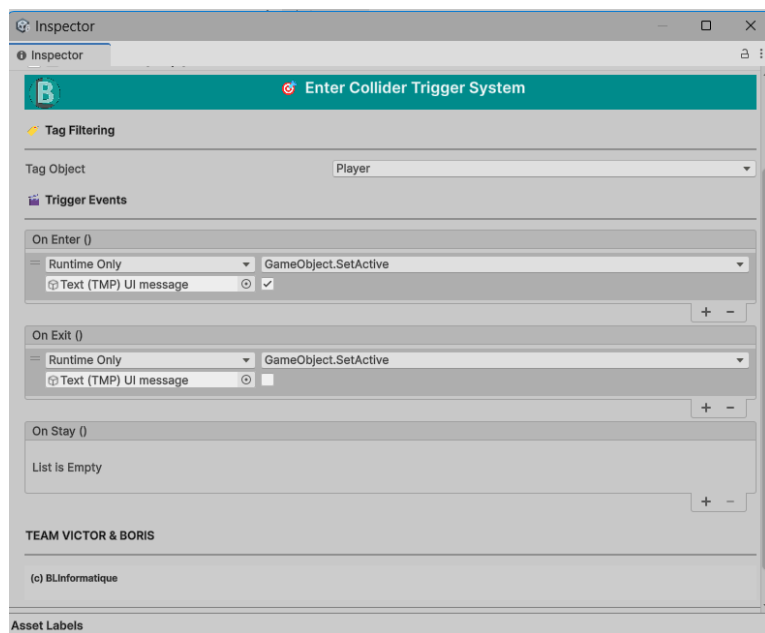 Inspector
Inspector
B
Enter Collider Trigger System
Tag Filtering
Tag Object Player
Trigger Events
On Enter ()
Runtime Only GameObject.SetActive
Text (TMP) UI message
On Exit ()
Runtime Only GameObject.SetActive
Text (TMP) UI message
On Stay ()
List is Empty
TEAM VICTOR & BORIS
(c) BLInformatique
Asset Labels